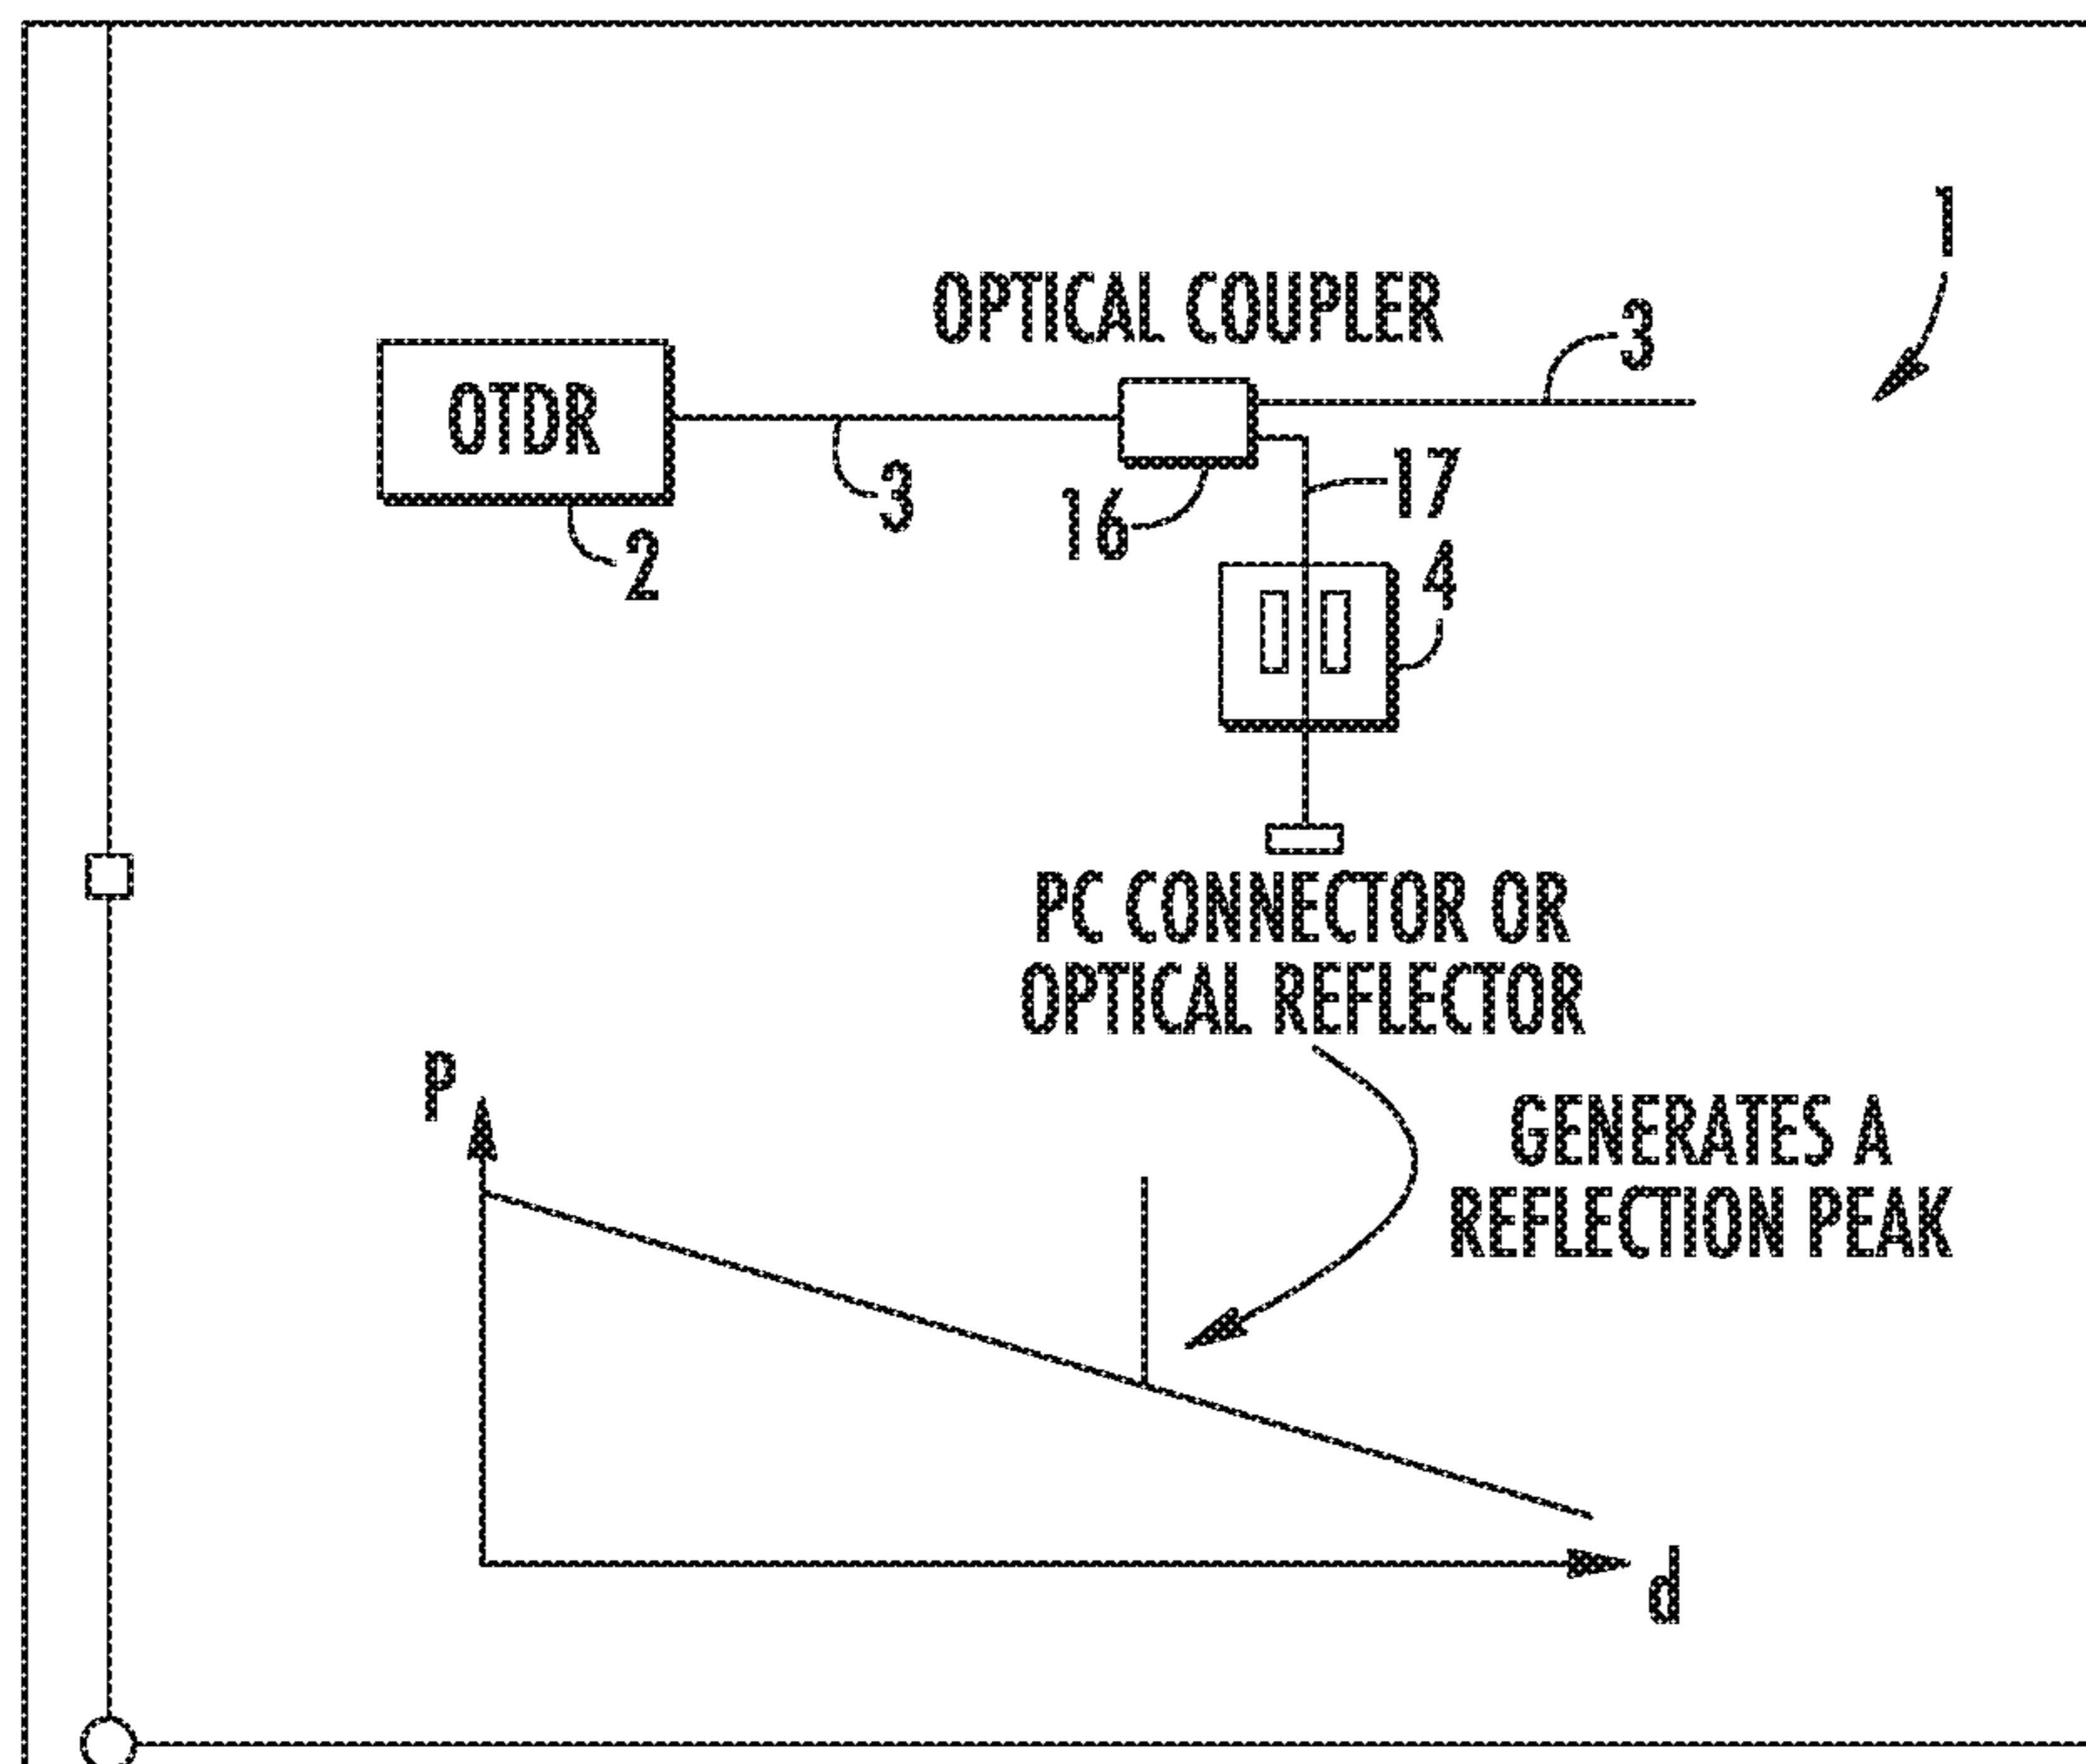 1
OPTICAL COUPLER
3
OTDR
3
17
16
2
4
PC CONNECTOR OR
OPTICAL REFLECTOR
P
GENERATES A
REFLECTION PEAK
d